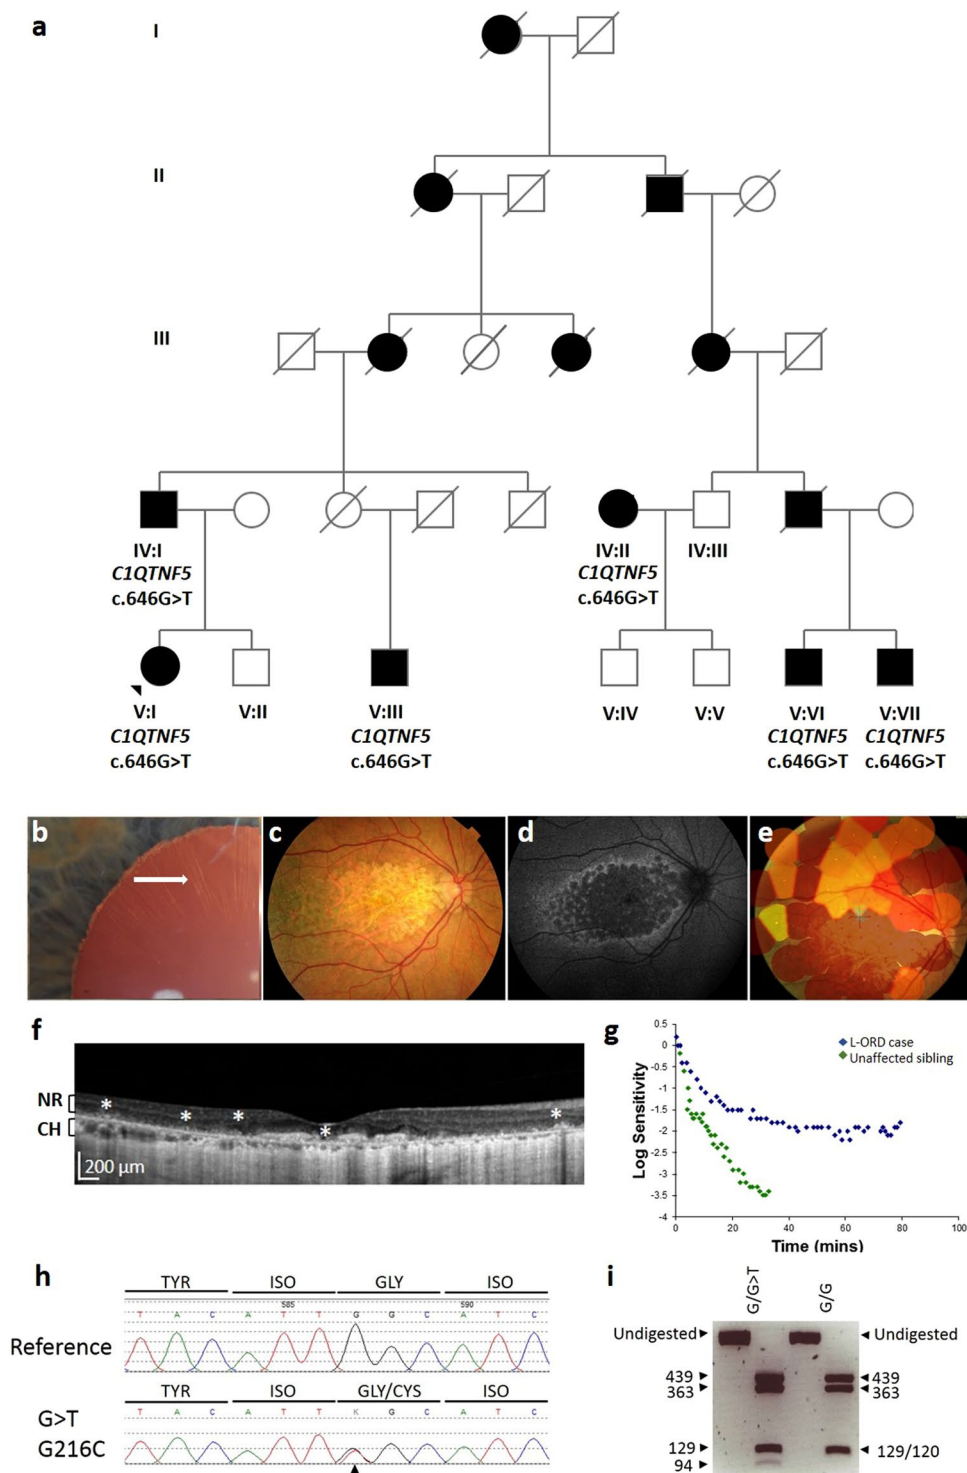 a
I
II
III
IV:I
C1QTNF5
c.646G>T
IV:II
C1QTNF5
c.646G>T
IV:III
V:I
C1QTNF5
c.646G>T
V:II
V:III
C1QTNF5
c.646G>T
V:IV
V:V
V:VI
C1QTNF5
c.646G>T
V:VII
C1QTNF5
c.646G>T
b
c
d
e
f
NR
CH
*
*
*
*
*
200 µm
g
L-ORD case
Unaffected sibling
Log Sensitivity
0.5
0
-0.5
-1
-1.5
-2
-2.5
-3
-3.5
-4
0 20 40 60 80 100
Time (mins)
h
TYR ISO GLY ISO
585 590
T A C A T T G G C A T C
Reference
TYR ISO GLY/CYS ISO
G>T
T A C A T T K G C A T C
G216C
i
G/G>T
G/G
Undigested
Undigested
439
439
363
363
129
129/120
94